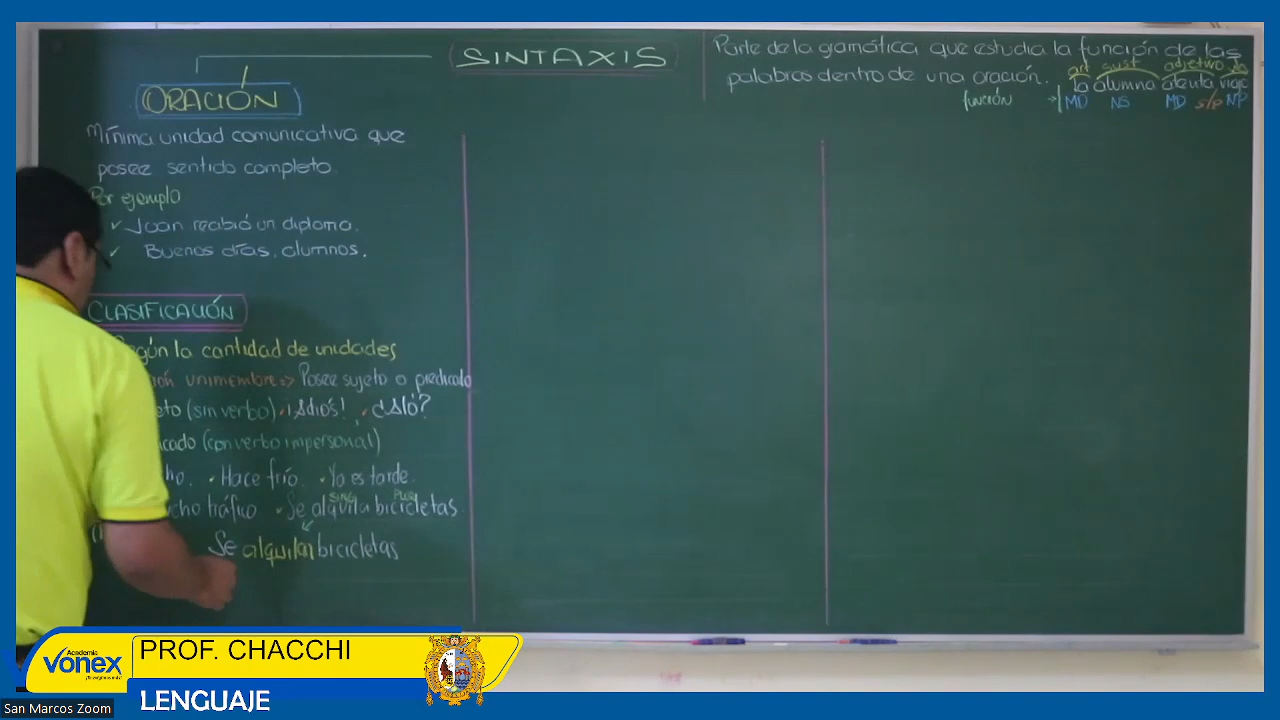 SINTAXIS
Parte de la gramática que estudia la función de las
palabras dentro de una oración.
art sust adjetivo
la alumna atenta viaje
función
MD NS MD s/p NP
ORACIÓN
Mínima unidad comunicativa que
posee sentido completo.
Por ejemplo
✓ Juan recibió un diploma.
✓ Buenos días, alumnos.
CLASIFICACIÓN
la cantidad de unidades
unimembre => Posee sujeto o predicado
(sin verbo) · ¡Adiós! · ¿Aló?
(con verbo impersonal)
· Hace frío. · Ya es tarde.
tráfico · Se alquila bicicletas.
SING PLUR
Se alquilan bicicletas
PROF. CHACCHI
LENGUAJE
Academia
vonex
San Marcos Zoom